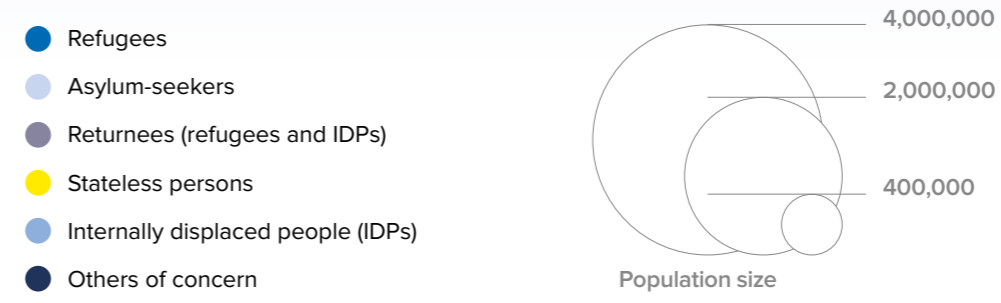 Refugees
Asylum-seekers
Returnees (refugees and IDPs)
Stateless persons
Internally displaced people (IDPs)
Others of concern
4,000,000
2,000,000
400,000
Population size